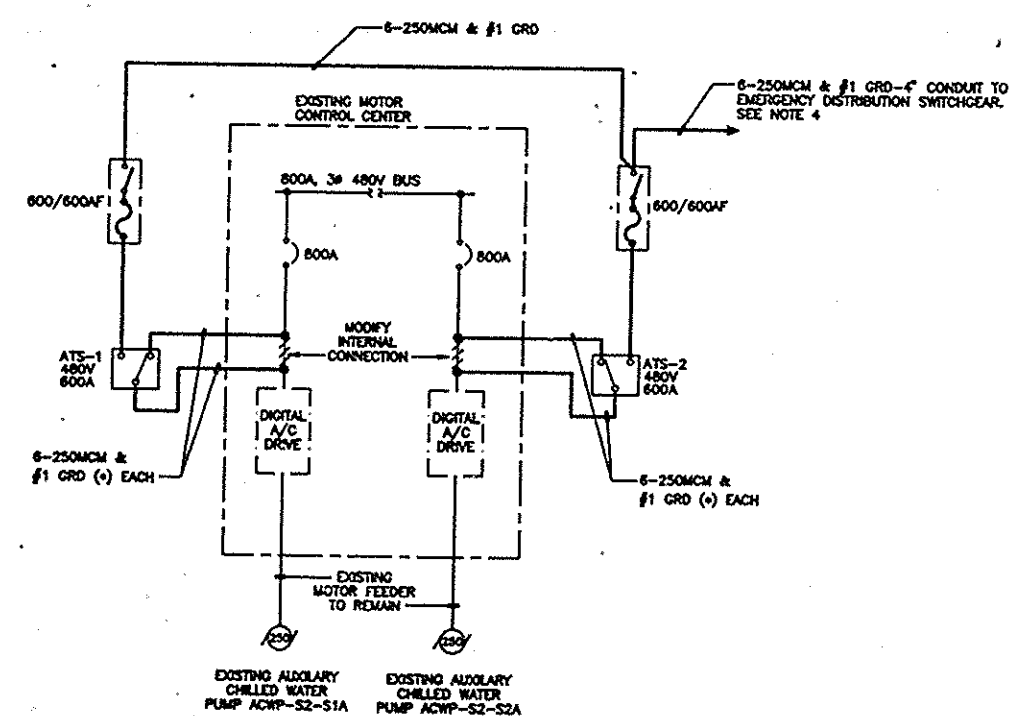 6-250MCM & #1 GRD
6-250MCM & #1 GRD-4" CONDUIT TO
EMERGENCY DISTRIBUTION SWITCHGEAR.
SEE NOTE 4
EXISTING MOTOR
CONTROL CENTER
800A, 3ø 480V BUS
600/600AF
600/600AF
800A
800A
MODIFY
INTERNAL
CONNECTION
ATS-1
480V
600A
ATS-2
480V
600A
DIGITAL
A/C
DRIVE
DIGITAL
A/C
DRIVE
6-250MCM &
#1 GRD (*) EACH
6-250MCM &
#1 GRD (*) EACH
EXISTING
MOTOR FEEDER
TO REMAIN
250
250
EXISTING AUXILARY
CHILLED WATER
PUMP ACWP-S2-S1A
EXISTING AUXILARY
CHILLED WATER
PUMP ACWP-S2-S2A